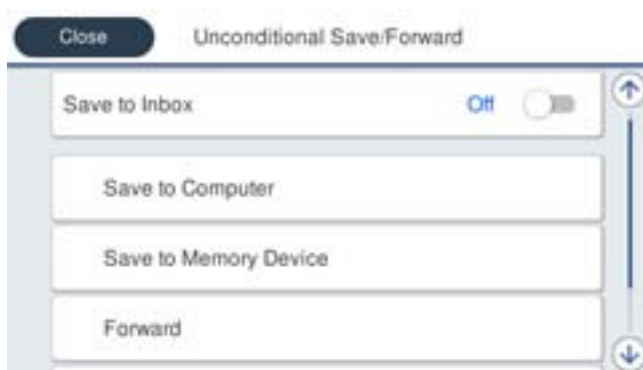 Close Unconditional Save/Forward
Save to Inbox Off
Save to Computer
Save to Memory Device
Forward